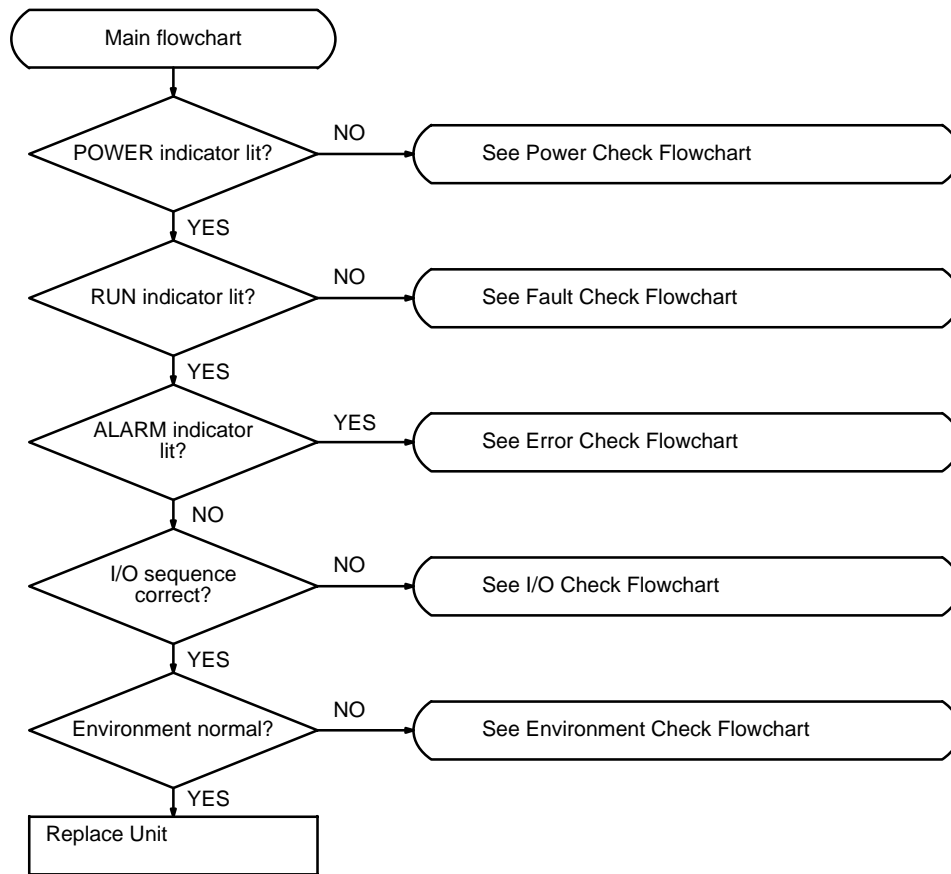 Main flowchart
POWER indicator lit?
NO
See Power Check Flowchart
YES
RUN indicator lit?
NO
See Fault Check Flowchart
YES
ALARM indicator
lit?
YES
See Error Check Flowchart
NO
I/O sequence
correct?
NO
See I/O Check Flowchart
YES
Environment normal?
NO
See Environment Check Flowchart
YES
Replace Unit